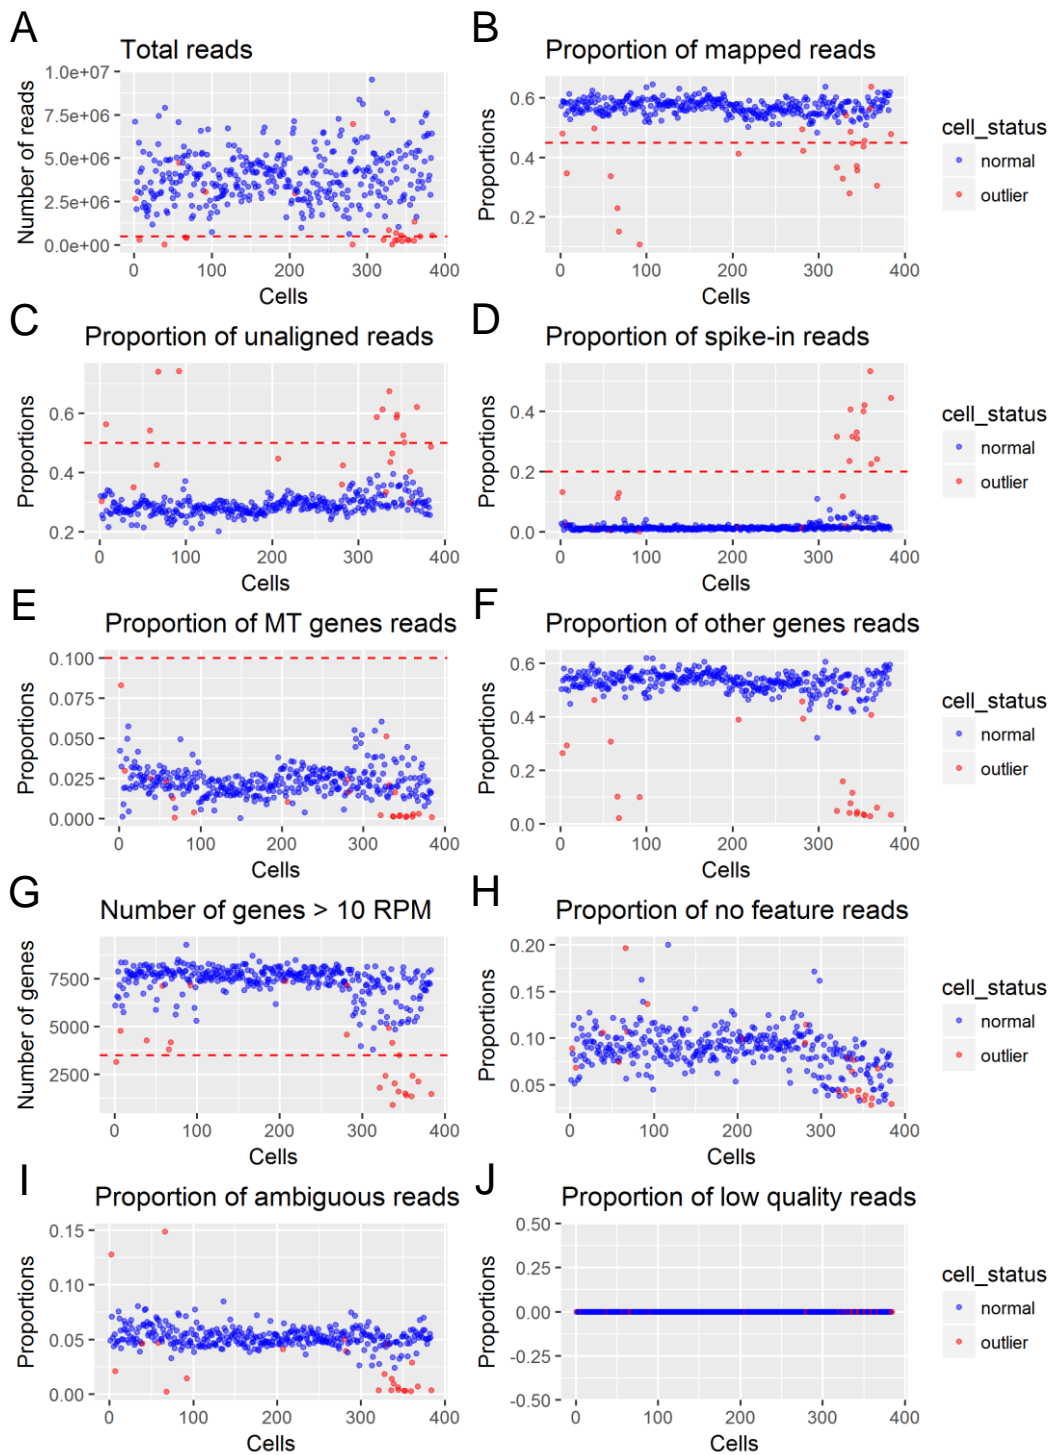 A
Total reads
Number of reads
1.0e+07
7.5e+06
5.0e+06
2.5e+06
0.0e+00
0 100 200 300 400
Cells
B
Proportion of mapped reads
Proportions
0.6
0.4
0.2
0 100 200 300 400
Cells
cell_status
normal
outlier
C
Proportion of unaligned reads
Proportions
0.6
0.4
0.2
0 100 200 300 400
Cells
D
Proportion of spike-in reads
Proportions
0.4
0.2
0.0
0 100 200 300 400
Cells
cell_status
normal
outlier
E
Proportion of MT genes reads
Proportions
0.100
0.075
0.050
0.025
0.000
0 100 200 300 400
Cells
F
Proportion of other genes reads
Proportions
0.6
0.4
0.2
0.0
0 100 200 300 400
Cells
cell_status
normal
outlier
G
Number of genes > 10 RPM
Number of genes
7500
5000
2500
0 100 200 300 400
Cells
H
Proportion of no feature reads
Proportions
0.20
0.15
0.10
0.05
0 100 200 300 400
Cells
cell_status
normal
outlier
I
Proportion of ambiguous reads
Proportions
0.15
0.10
0.05
0.00
0 100 200 300 400
Cells
J
Proportion of low quality reads
Proportions
0.50
0.25
0.00
-0.25
-0.50
0 100 200 300 400
Cells
cell_status
normal
outlier